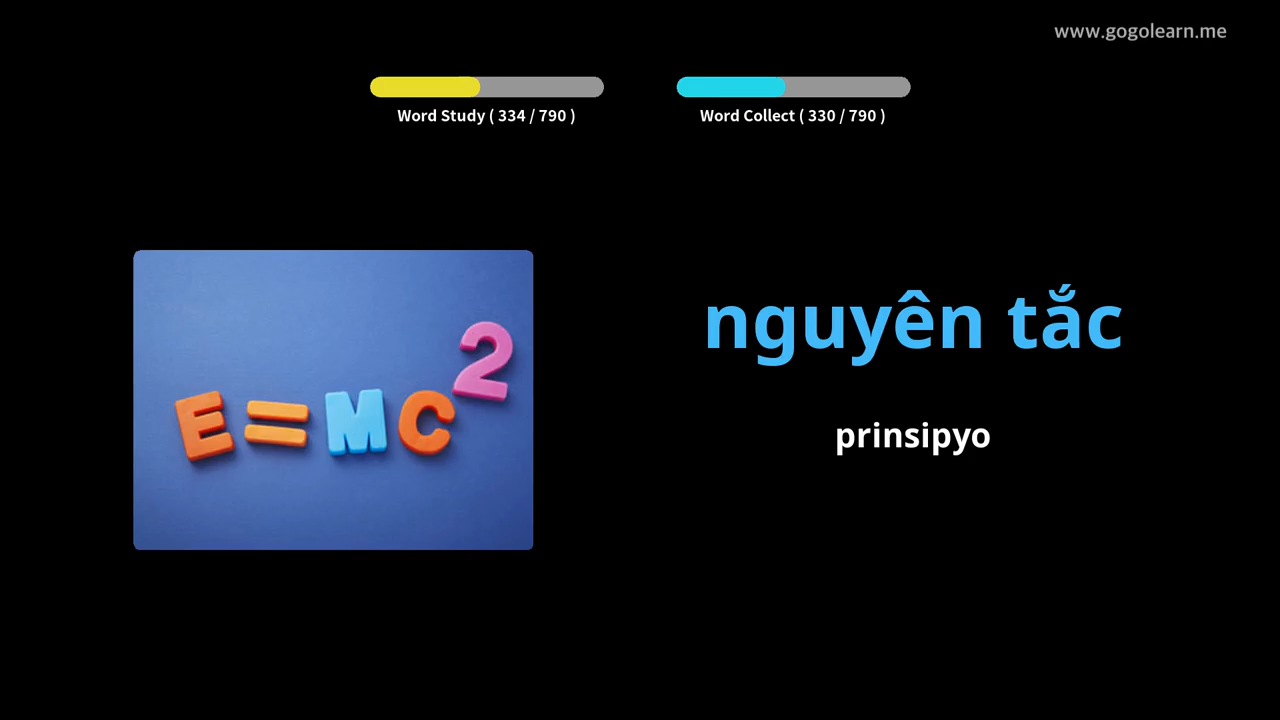 www.gogolearn.me
Word Study ( 334 / 790 )
Word Collect ( 330 / 790 )
E=MC2
nguyên tắc
prinsipyo